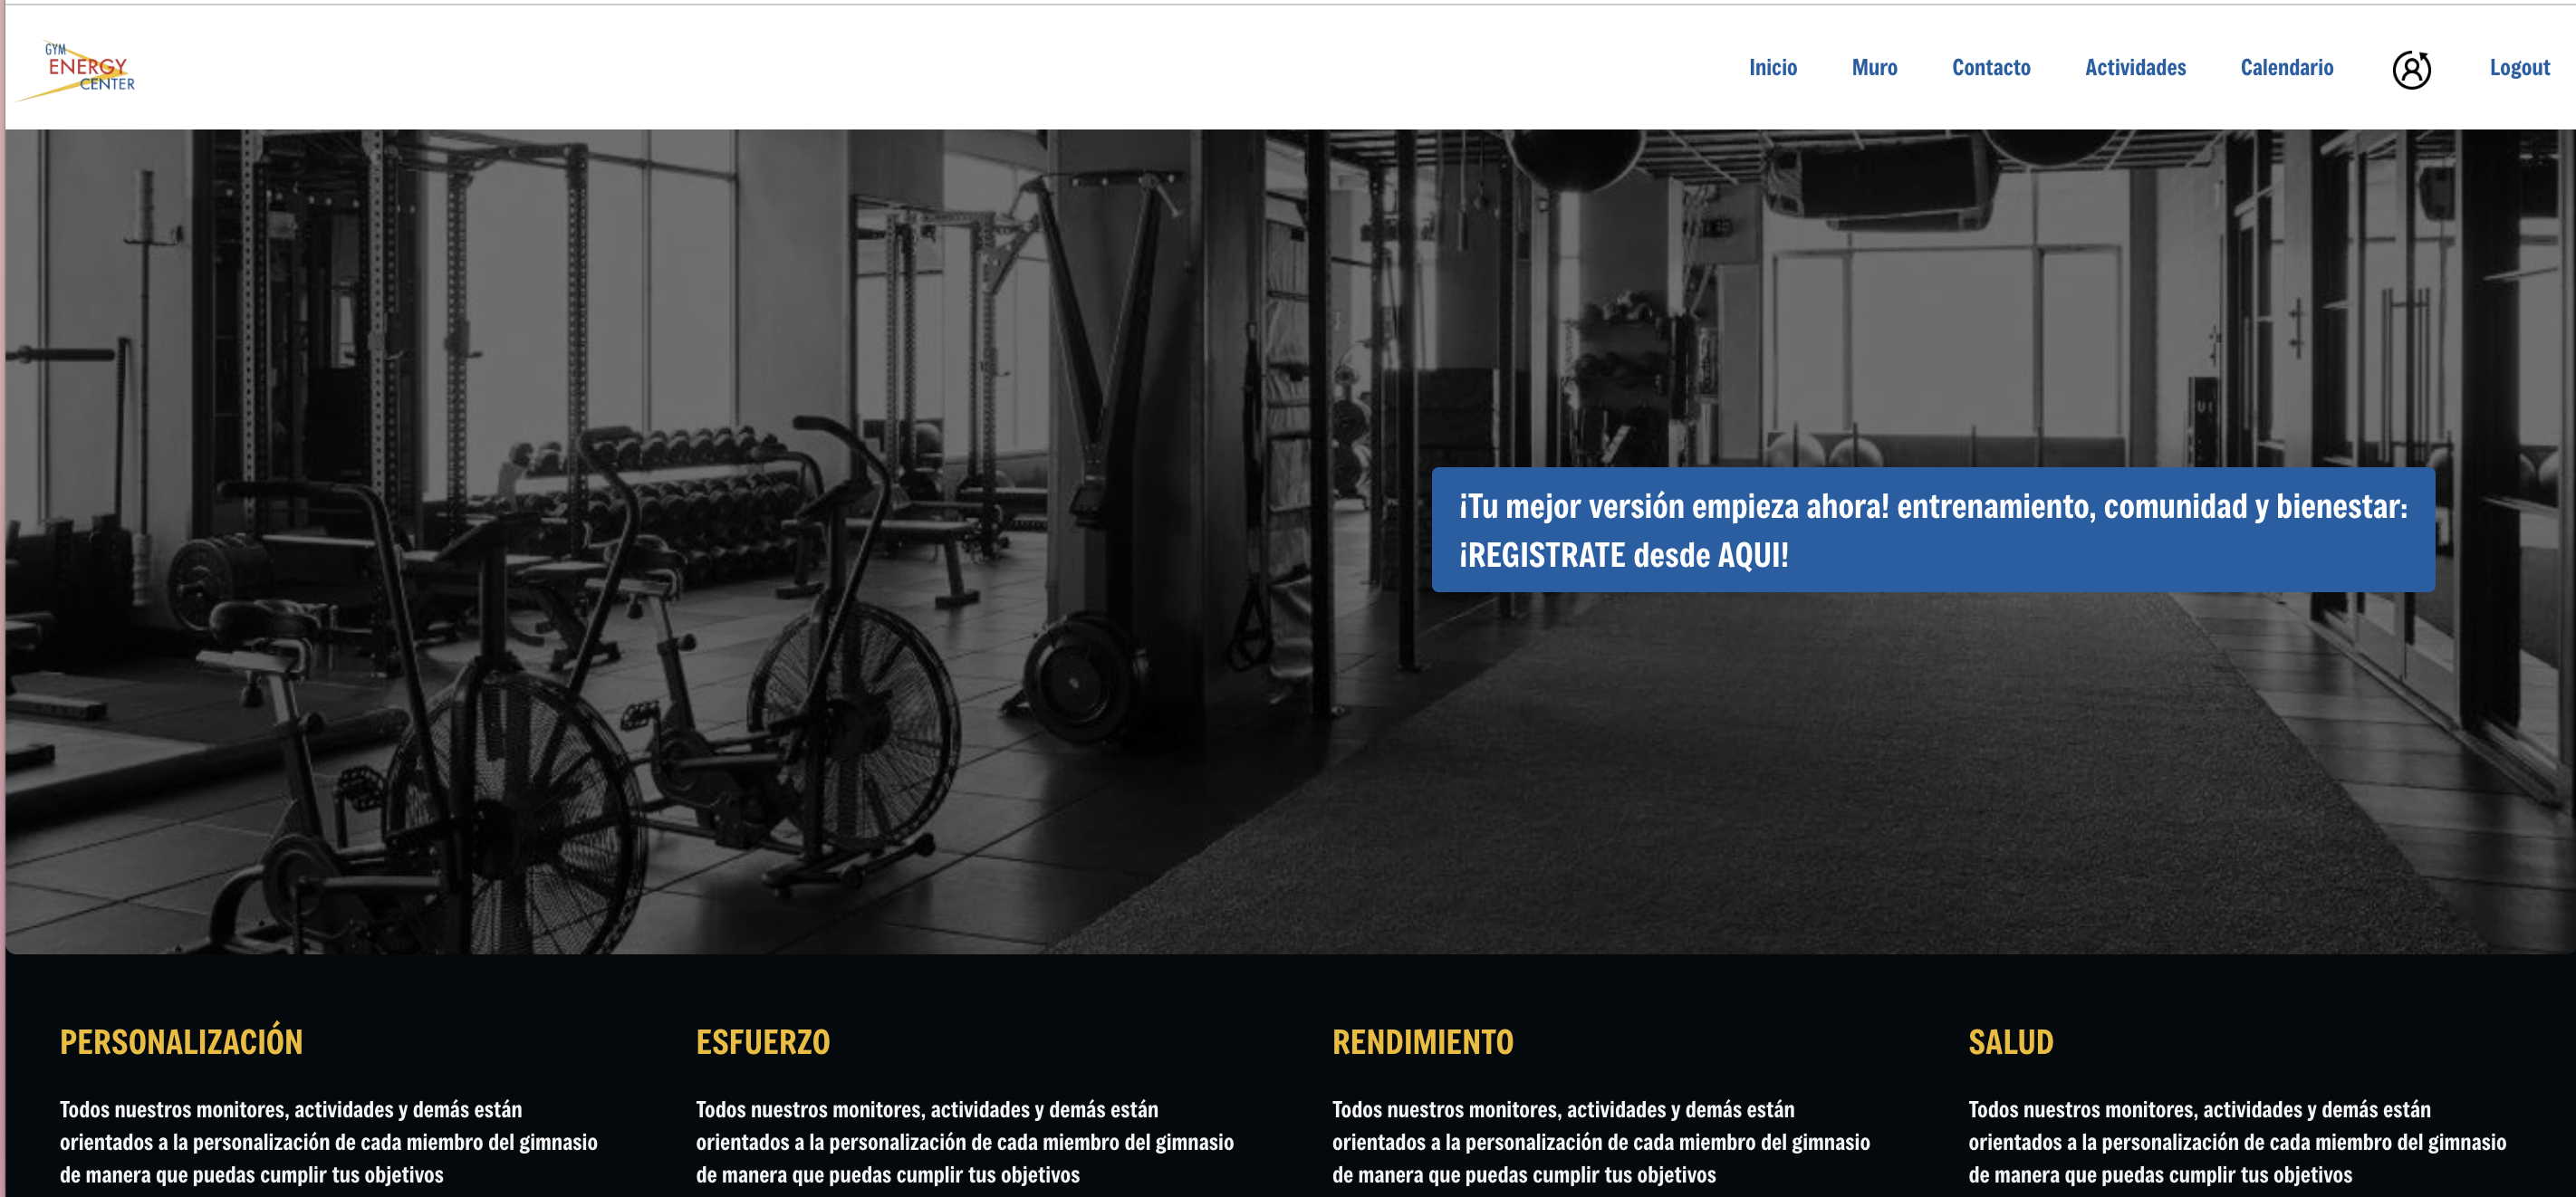 GYM
ENERGY
CENTER
Inicio Muro Contacto Actividades Calendario Logout
¡Tu mejor versión empieza ahora! entrenamiento, comunidad y bienestar:
¡REGISTRATE desde AQUI!
PERSONALIZACIÓN
Todos nuestros monitores, actividades y demás están
orientados a la personalización de cada miembro del gimnasio
de manera que puedas cumplir tus objetivos
ESFUERZO
Todos nuestros monitores, actividades y demás están
orientados a la personalización de cada miembro del gimnasio
de manera que puedas cumplir tus objetivos
RENDIMIENTO
Todos nuestros monitores, actividades y demás están
orientados a la personalización de cada miembro del gimnasio
de manera que puedas cumplir tus objetivos
SALUD
Todos nuestros monitores, actividades y demás están
orientados a la personalización de cada miembro del gimnasio
de manera que puedas cumplir tus objetivos